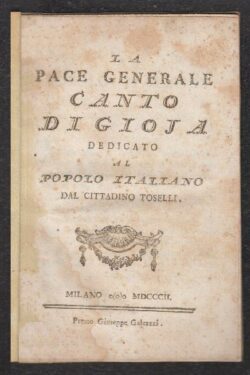 LA
PACE GENERALE
CANTO
DI GIOJA
DEDICATO
AL
POPOLO ITALIANO
DAL CITTADINO TOSELLI.
MILANO MDCCCII.
Presso Giuseppe Galeazzi.